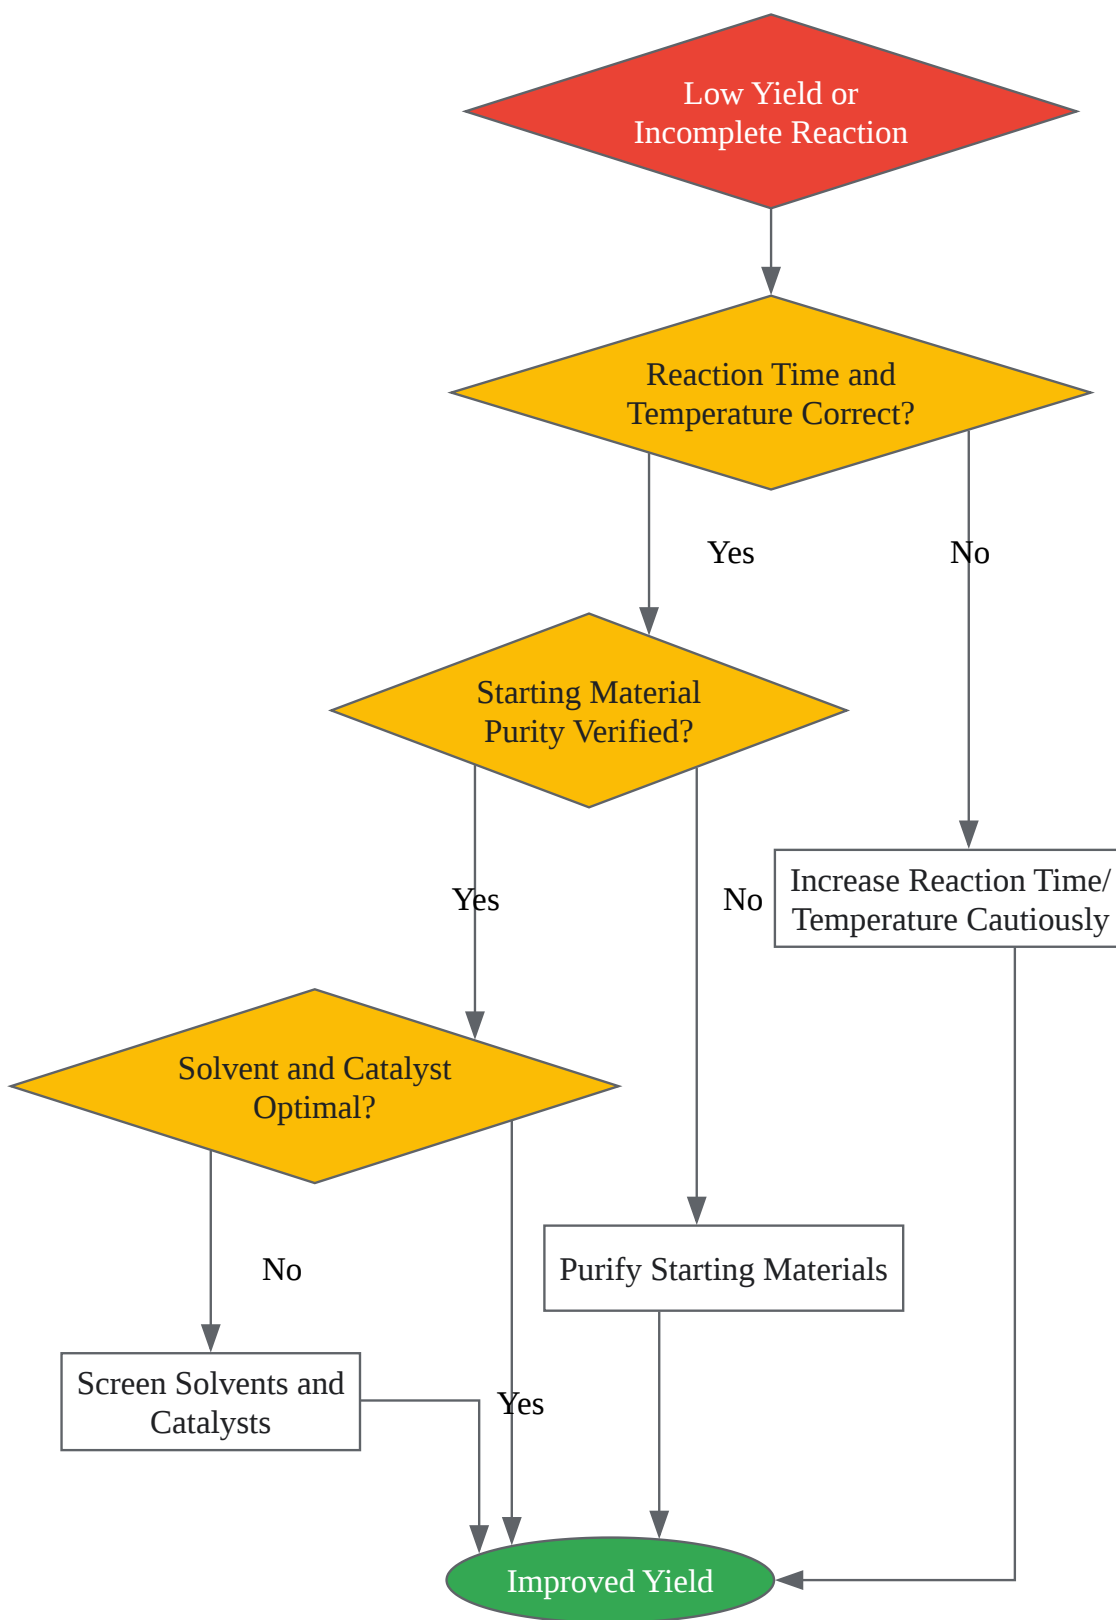 Low Yield or
Incomplete Reaction
Reaction Time and
Temperature Correct?
Yes
No
Starting Material
Purity Verified?
Increase Reaction Time/
Temperature Cautiously
Yes
No
Solvent and Catalyst
Optimal?
No
Purify Starting Materials
Screen Solvents and
Catalysts
Yes
Improved Yield